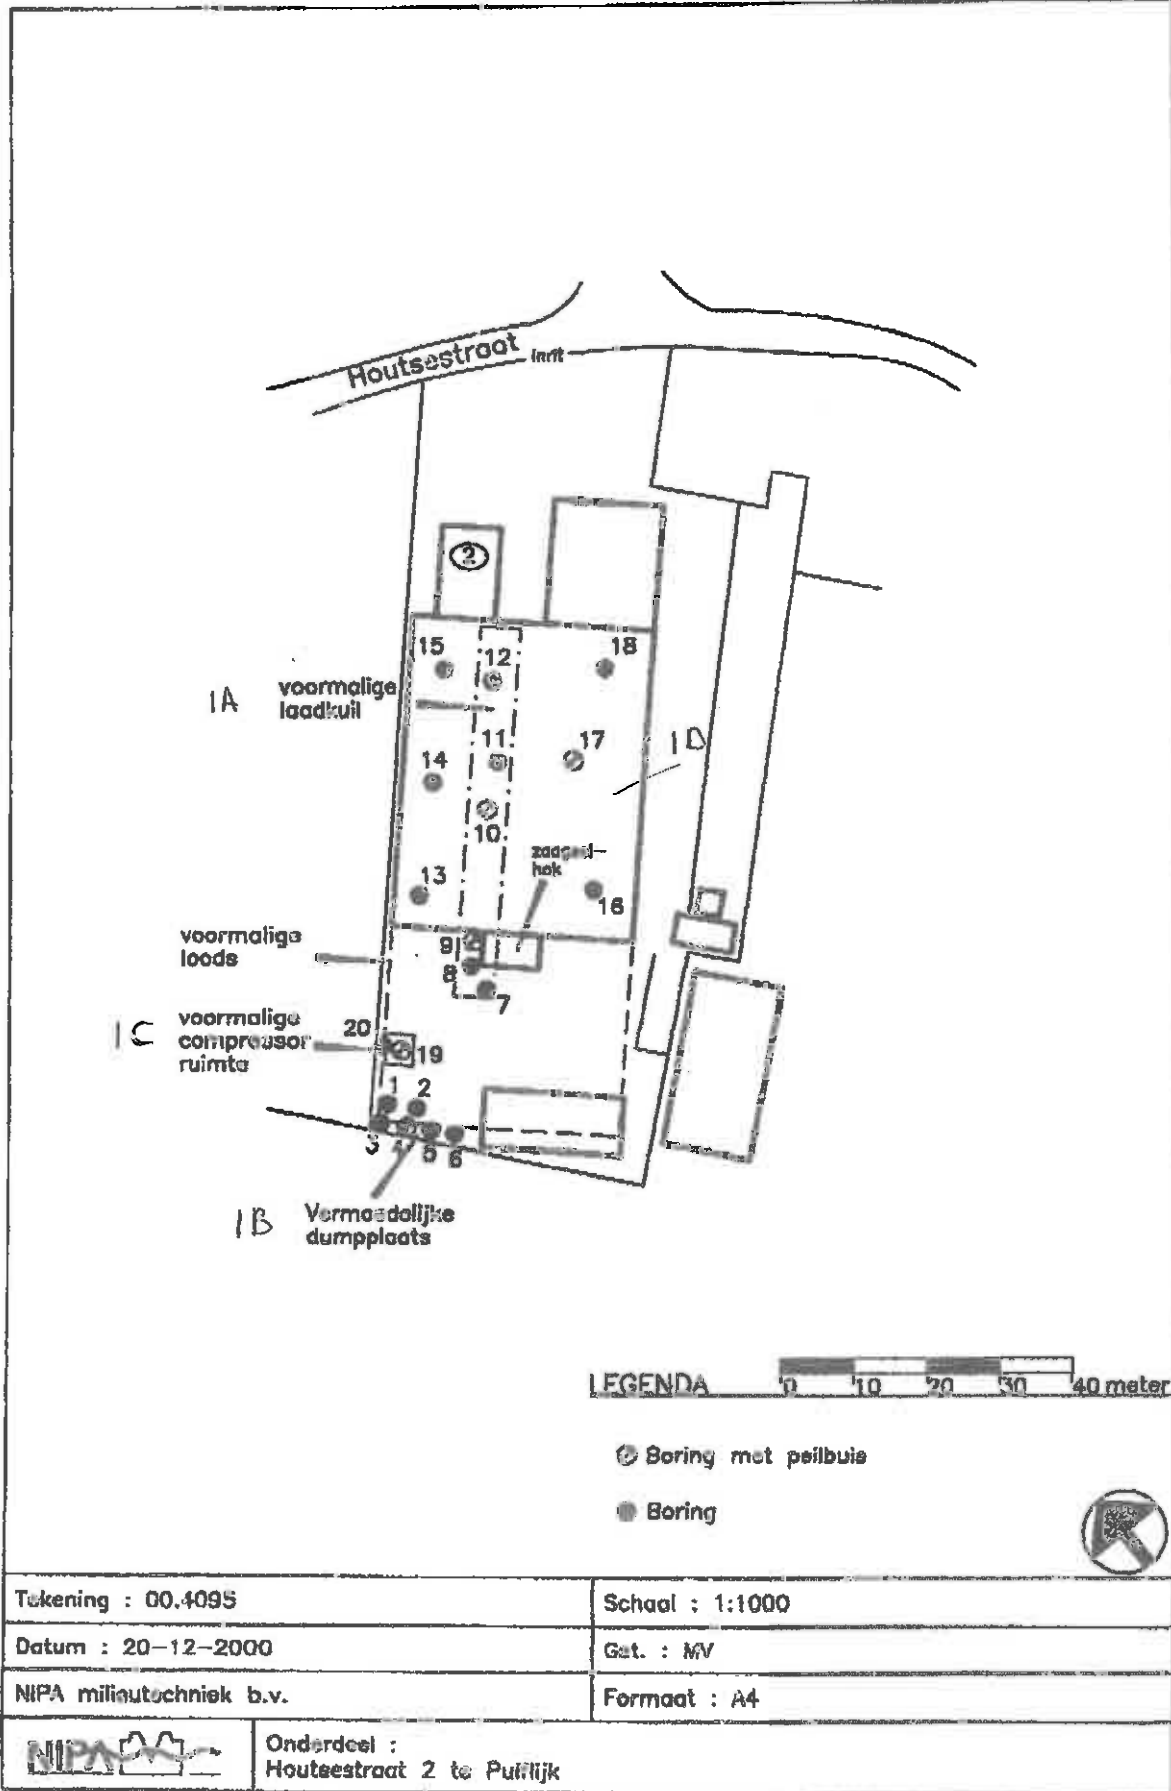 Houtsestraat
inrit
2
15
12
18
1A
voormalige
laadkuil
11
17
1D
14
10
13
zaagsel-
hok
16
voormalige
loods
9
8
7
1C
voormalige
compressor
ruimte
20
19
1
2
3
4
5
6
1B
Vermoedelijke
dumpplaats
LEGENDA
0 10 20 30 40 meter
Boring met peilbuis
Boring
Tekening : 00.4095
Schaal : 1:1000
Datum : 20-12-2000
Get. : MV
NIPA milieutechniek b.v.
Formaat : A4
NIPA
Onderdeel :
Houtsestraat 2 te Puiflijk